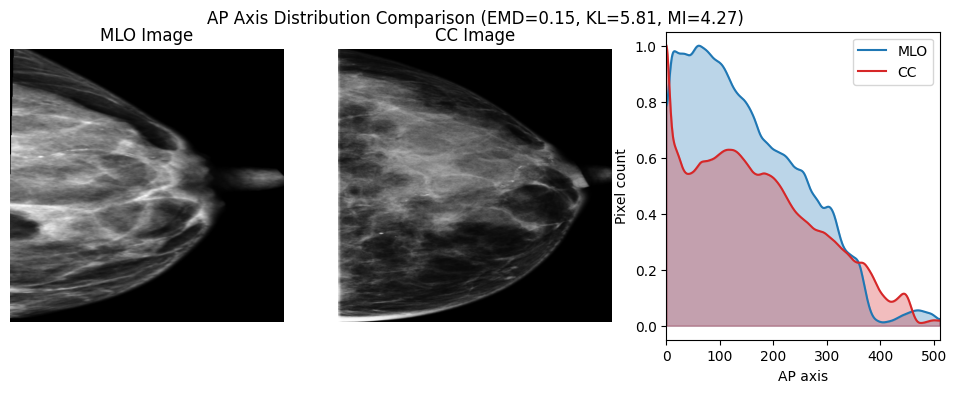 AP Axis Distribution Comparison (EMD=0.15, KL=5.81, MI=4.27)
MLO Image
CC Image
MLO
CC
Pixel count
1.0
0.8
0.6
0.4
0.2
0.0
0 100 200 300 400 500
AP axis